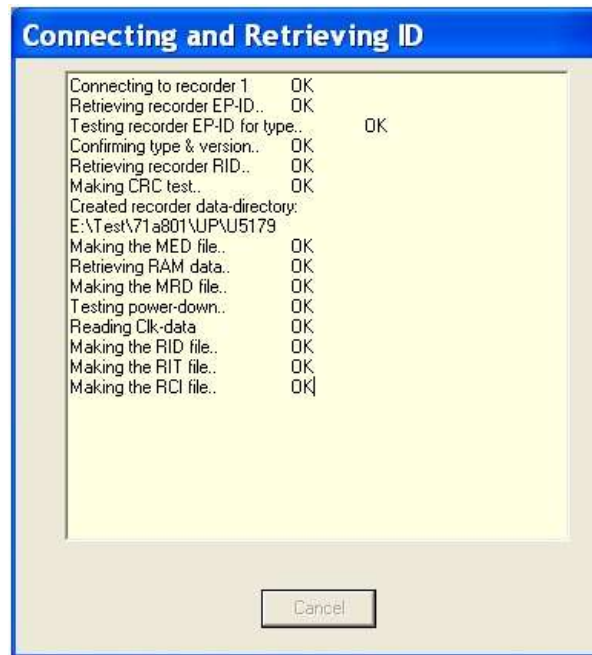 Connecting and Retrieving ID
Connecting to recorder 1 OK
Retrieving recorder EP-ID.. OK
Testing recorder EP-ID for type.. OK
Confirming type & version.. OK
Retrieving recorder RID.. OK
Making CRC test.. OK
Created recorder data-directory:
E:\Test\71a801\UP\U5179
Making the MED file.. OK
Retrieving RAM data.. OK
Making the MRD file.. OK
Testing power-down.. OK
Reading Clk-data OK
Making the RID file.. OK
Making the RIT file.. OK
Making the RCI file.. OK
Cancel